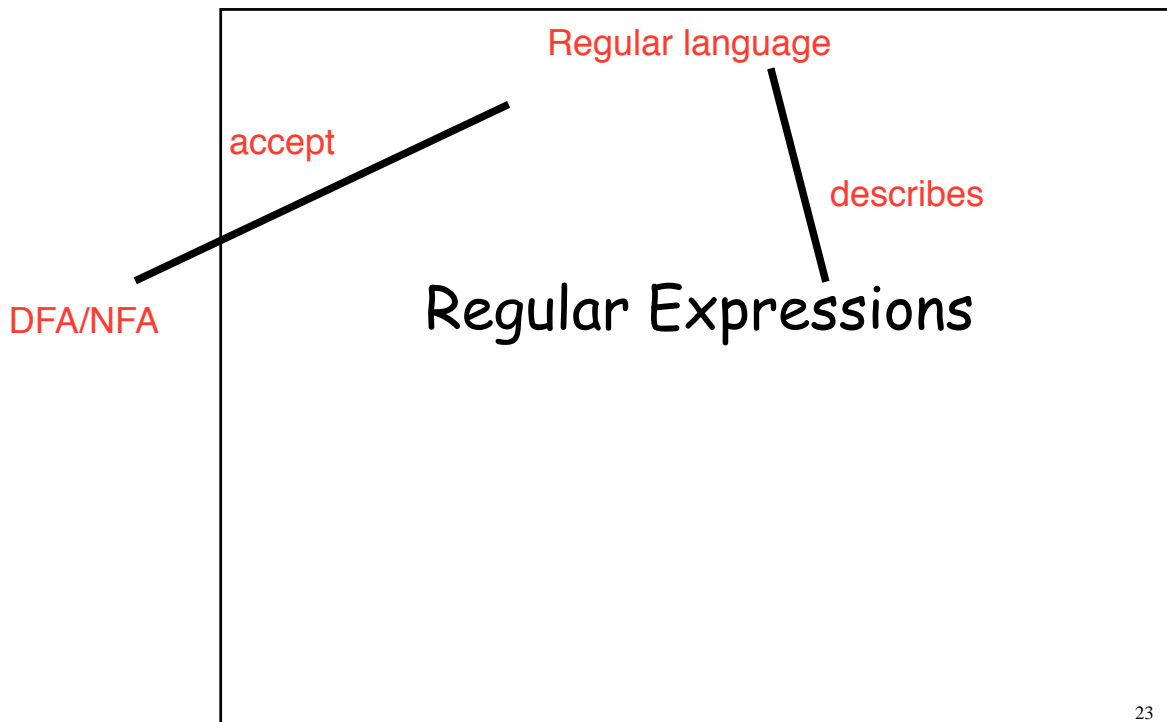 Regular language
accept
describes
DFA/NFA
Regular Expressions
23